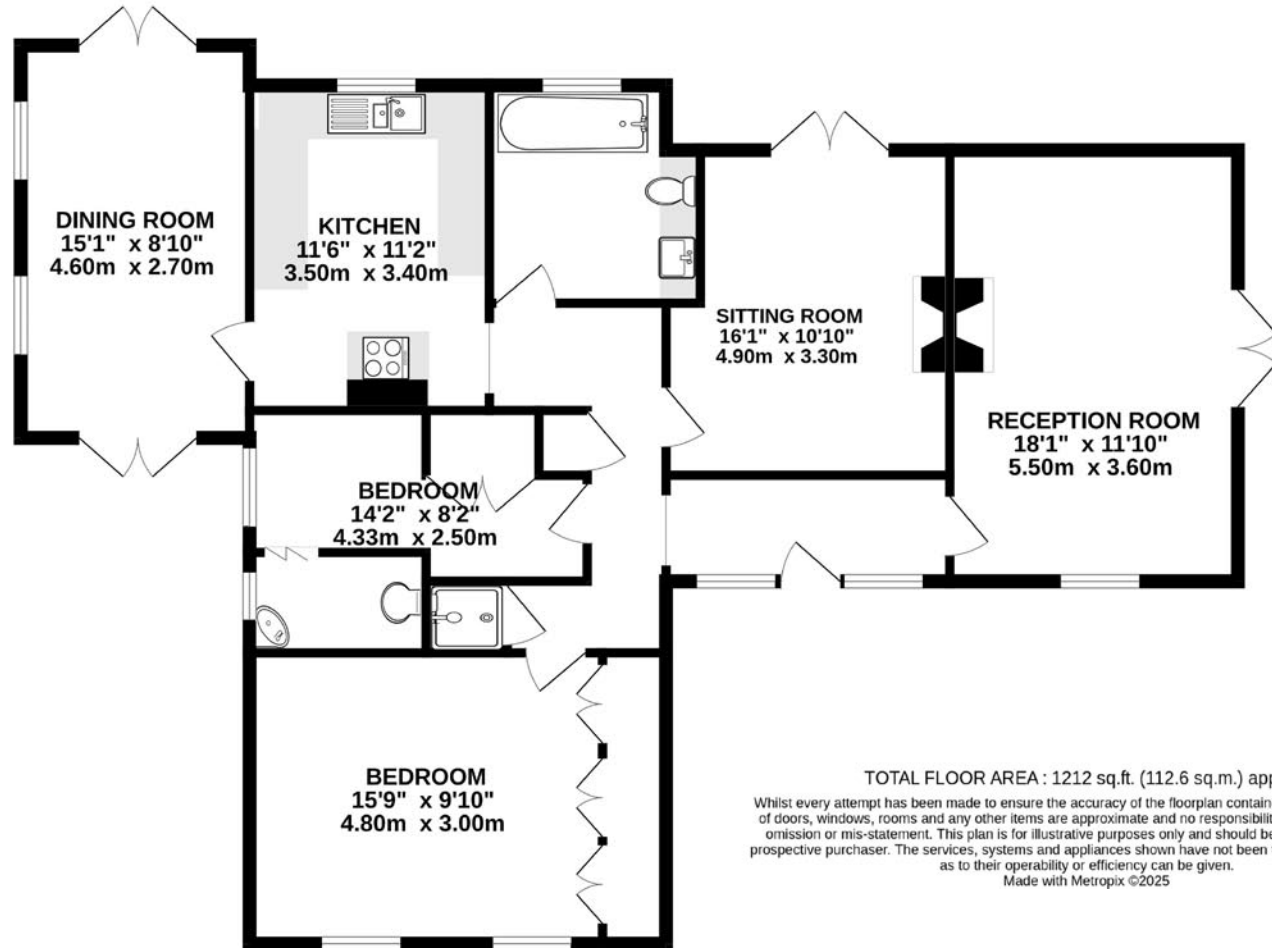 DINING ROOM
15'1" x 8'10"
4.60m x 2.70m
KITCHEN
11'6" x 11'2"
3.50m x 3.40m
SITTING ROOM
16'1" x 10'10"
4.90m x 3.30m
RECEPTION ROOM
18'1" x 11'10"
5.50m x 3.60m
BEDROOM
14'2" x 8'2"
4.33m x 2.50m
BEDROOM
15'9" x 9'10"
4.80m x 3.00m
TOTAL FLOOR AREA : 1212 sq.ft. (112.6 sq.m.) app
Whilst every attempt has been made to ensure the accuracy of the floorplan contain
of doors, windows, rooms and any other items are approximate and no responsibilit
omission or mis-statement. This plan is for illustrative purposes only and should be
prospective purchaser. The services, systems and appliances shown have not been
as to their operability or efficiency can be given.
Made with Metropix ©2025